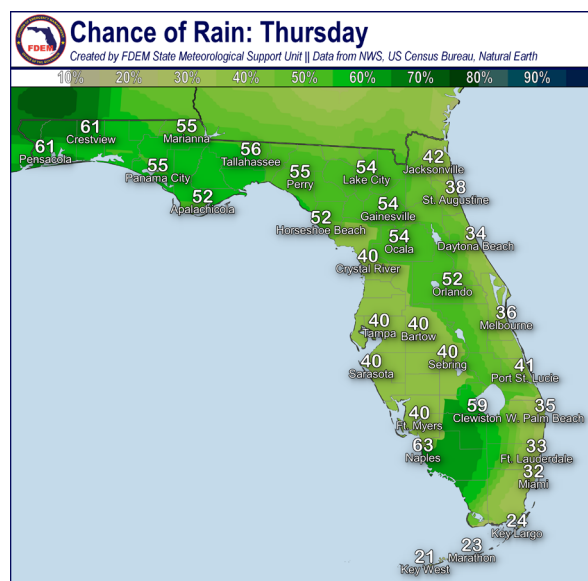 Chance of Rain: Thursday
FDEM
Created by FDEM State Meteorological Support Unit || Data from NWS, US Census Bureau, Natural Earth
10% 20% 30% 40% 50% 60% 70% 80% 90%
61
Pensacola
61
Crestview
55
Marianna
55
Panama City
52
Apalachicola
56
Tallahassee
55
Perry
54
Lake City
42
Jacksonville
38
St. Augustine
54
Gainesville
52
Horseshoe Beach
54
Ocala
34
Daytona Beach
40
Crystal River
52
Orlando
36
Melbourne
40
Tampa
40
Bartow
40
Sebring
40
Sarasota
41
Port St. Lucie
40
Ft. Myers
59
Clewiston
35
W. Palm Beach
63
Naples
33
Ft. Lauderdale
32
Miami
24
Key Largo
23
Marathon
21
Key West